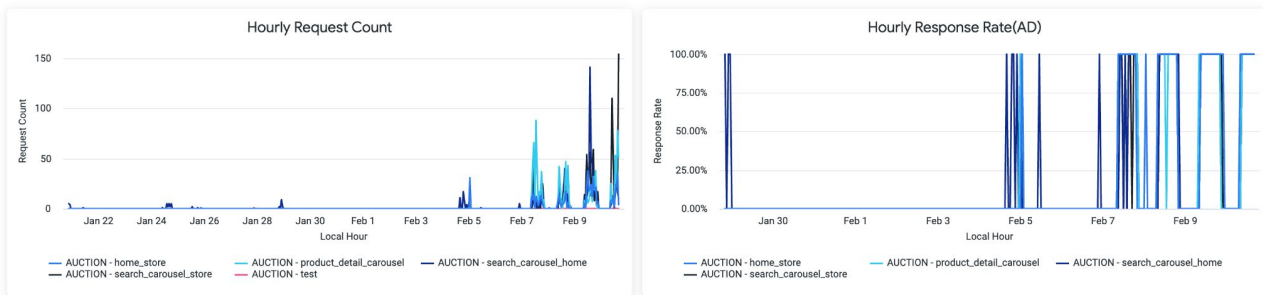 Hourly Request Count
150
100
50
0
Request Count
Jan 22 Jan 24 Jan 26 Jan 28 Jan 30 Feb 1 Feb 3 Feb 5 Feb 7 Feb 9
Local Hour
AUCTION - home_store AUCTION - product_detail_carousel AUCTION - search_carousel_home
AUCTION - search_carousel_store AUCTION - test
Hourly Response Rate(AD)
100.00%
75.00%
50.00%
25.00%
0.00%
Response Rate
Jan 30 Feb 1 Feb 3 Feb 5 Feb 7 Feb 9
Local Hour
AUCTION - home_store AUCTION - product_detail_carousel AUCTION - search_carousel_home
AUCTION - search_carousel_store